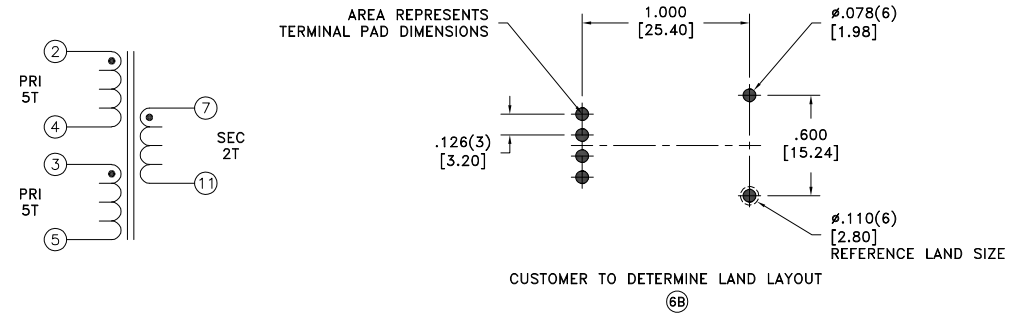 2
PRI
5T
4
3
PRI
5T
5
7
SEC
2T
11
AREA REPRESENTS
TERMINAL PAD DIMENSIONS
1.000
[25.40]
ø.078(6)
[1.98]
.126(3)
[3.20]
.600
[15.24]
ø.110(6)
[2.80]
REFERENCE LAND SIZE
CUSTOMER TO DETERMINE LAND LAYOUT
6B